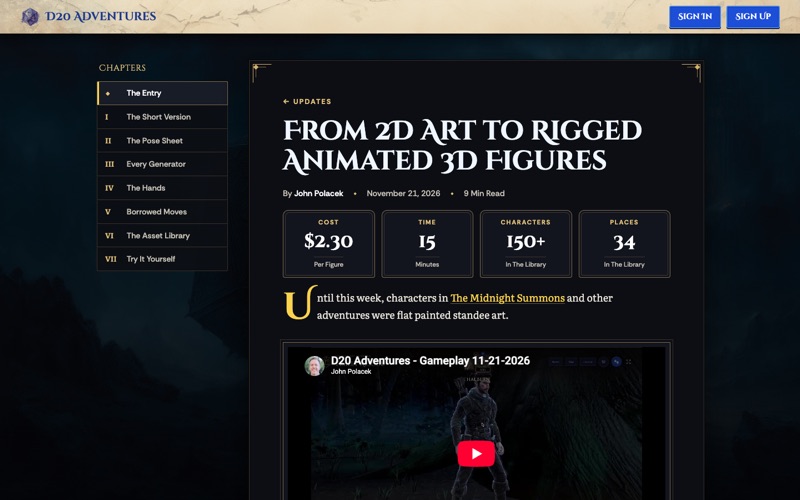 D20 Adventures
Sign In
Sign Up
Chapters
The Entry
I The Short Version
II The Pose Sheet
III Every Generator
IV The Hands
V Borrowed Moves
VI The Asset Library
VII Try It Yourself
← UPDATES
From 2D Art to Rigged
Animated 3D Figures
By John Polacek • November 21, 2026 • 9 Min Read
COST
$2.30
Per Figure
TIME
15
Minutes
CHARACTERS
150+
In The Library
PLACES
34
In The Library
Until this week, characters in The Midnight Summons and other
adventures were flat painted standee art.
D20 Adventures - Gameplay 11-21-2026
John Polacek